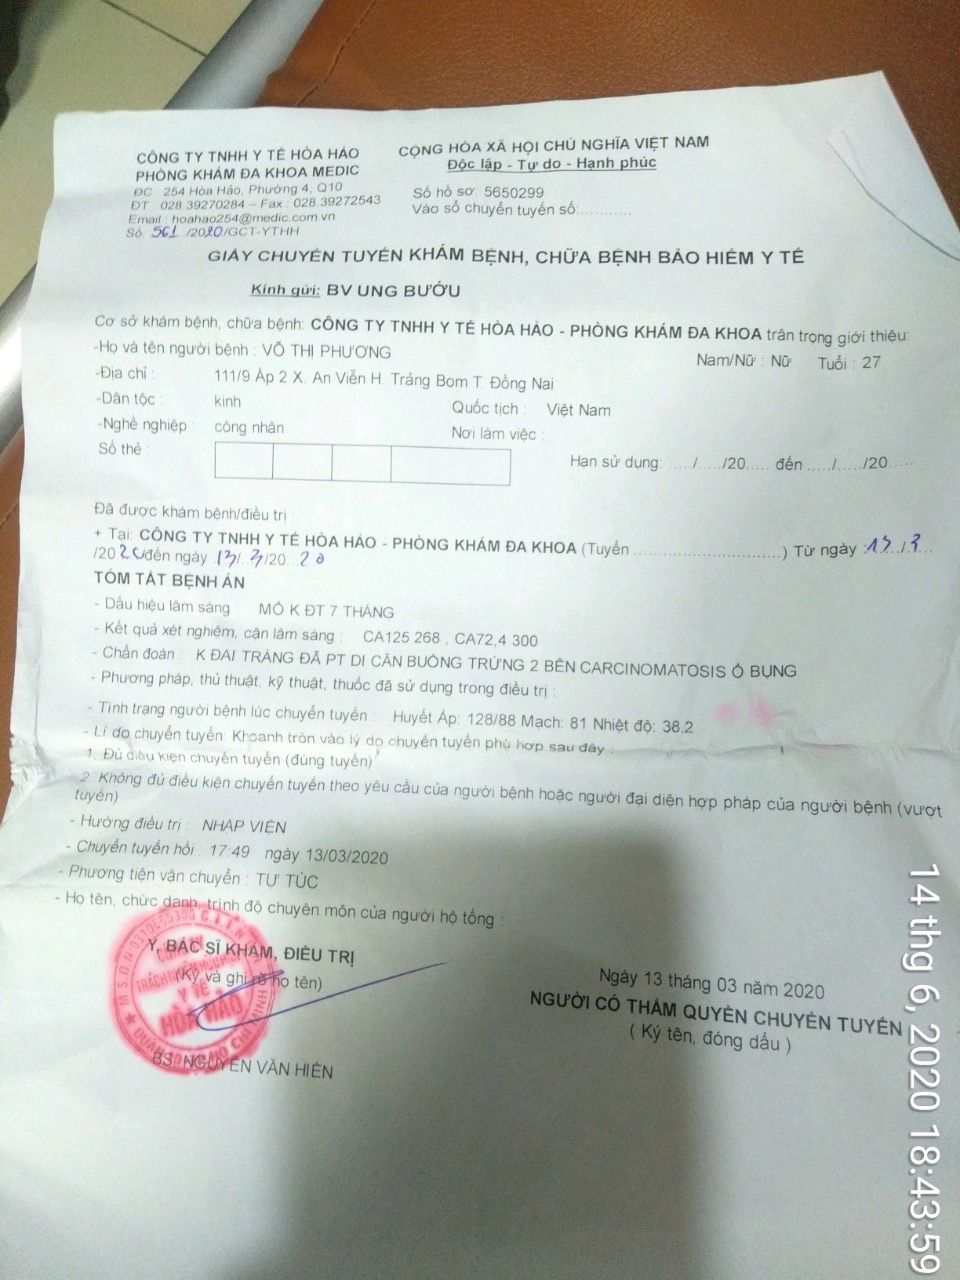 CÔNG TY TNHH Y TẾ HÒA HẢO
PHÒNG KHÁM ĐA KHOA MEDIC
ĐC : 254 Hòa Hảo, Phường 4, Q10
ĐT : 028.39270284 – Fax : 028.39272543
Email : hoahao254@medic.com.vn
Số: 561 /2020/GCT-YTHH
CỘNG HÒA XÃ HỘI CHỦ NGHĨA VIỆT NAM
Độc lập - Tự do - Hạnh phúc
Số hồ sơ: 5650299
Vào sổ chuyển tuyến số:............
GIẤY CHUYỂN TUYẾN KHÁM BỆNH, CHỮA BỆNH BẢO HIỂM Y TẾ
Kính gửi: BV UNG BƯỚU
Cơ sở khám bệnh, chữa bệnh: CÔNG TY TNHH Y TẾ HÒA HẢO - PHÒNG KHÁM ĐA KHOA trân trọng giới thiệu:
-Họ và tên người bệnh : VÕ THỊ PHƯƠNG Nam/Nữ : Nữ Tuổi : 27
-Địa chỉ : 111/9 Ấp 2 X. An Viễn H. Trảng Bom T. Đồng Nai
-Dân tộc : kinh Quốc tịch : Việt Nam
-Nghề nghiệp : công nhân Nơi làm việc :
Số thẻ : Hạn sử dụng: ...../...../20..... đến ...../...../20.....
Đã được khám bệnh/điều trị :
+ Tại: CÔNG TY TNHH Y TẾ HÒA HẢO - PHÒNG KHÁM ĐA KHOA (Tuyến ..............................) Từ ngày :13../3...
/2020đến ngày 13/ 3/20 20
TÓM TẮT BỆNH ÁN
- Dấu hiệu lâm sàng : MỔ K ĐT 7 THÁNG
- Kết quả xét nghiệm, cận lâm sàng : CA125 268 , CA72,4 300
- Chẩn đoán : K ĐẠI TRÀNG ĐÃ PT DI CĂN BUỒNG TRỨNG 2 BÊN CARCINOMATOSIS Ổ BỤNG
- Phương pháp, thủ thuật, kỹ thuật, thuốc đã sử dụng trong điều trị :
- Tình trạng người bệnh lúc chuyển tuyến : Huyết Áp: 128/88 Mạch: 81 Nhiệt độ: 38.2
- Lí do chuyển tuyến: Khoanh tròn vào lý do chuyển tuyến phù hợp sau đây :
1. Đủ điều kiện chuyển tuyến (đúng tuyến)
2. Không đủ điều kiện chuyển tuyến theo yêu cầu của người bệnh hoặc người đại diện hợp pháp của người bệnh (vượt
tuyến)
- Hướng điều trị : NHẬP VIỆN
- Chuyển tuyến hồi : 17:49 ngày 13/03/2020
- Phương tiện vận chuyển : TỰ TÚC
- Họ tên, chức danh, trình độ chuyên môn của người hộ tống :
Y, BÁC SĨ KHÁM, ĐIỀU TRỊ
(Ký và ghi rõ họ tên)
Y TẾ
HÒA HẢO
BS. NGUYỄN VĂN HIỀN
Ngày 13 tháng 03 năm 2020
NGƯỜI CÓ THẨM QUYỀN CHUYỂN TUYẾN
( Ký tên, đóng dấu )
14 thg 6, 2020 18:43:59